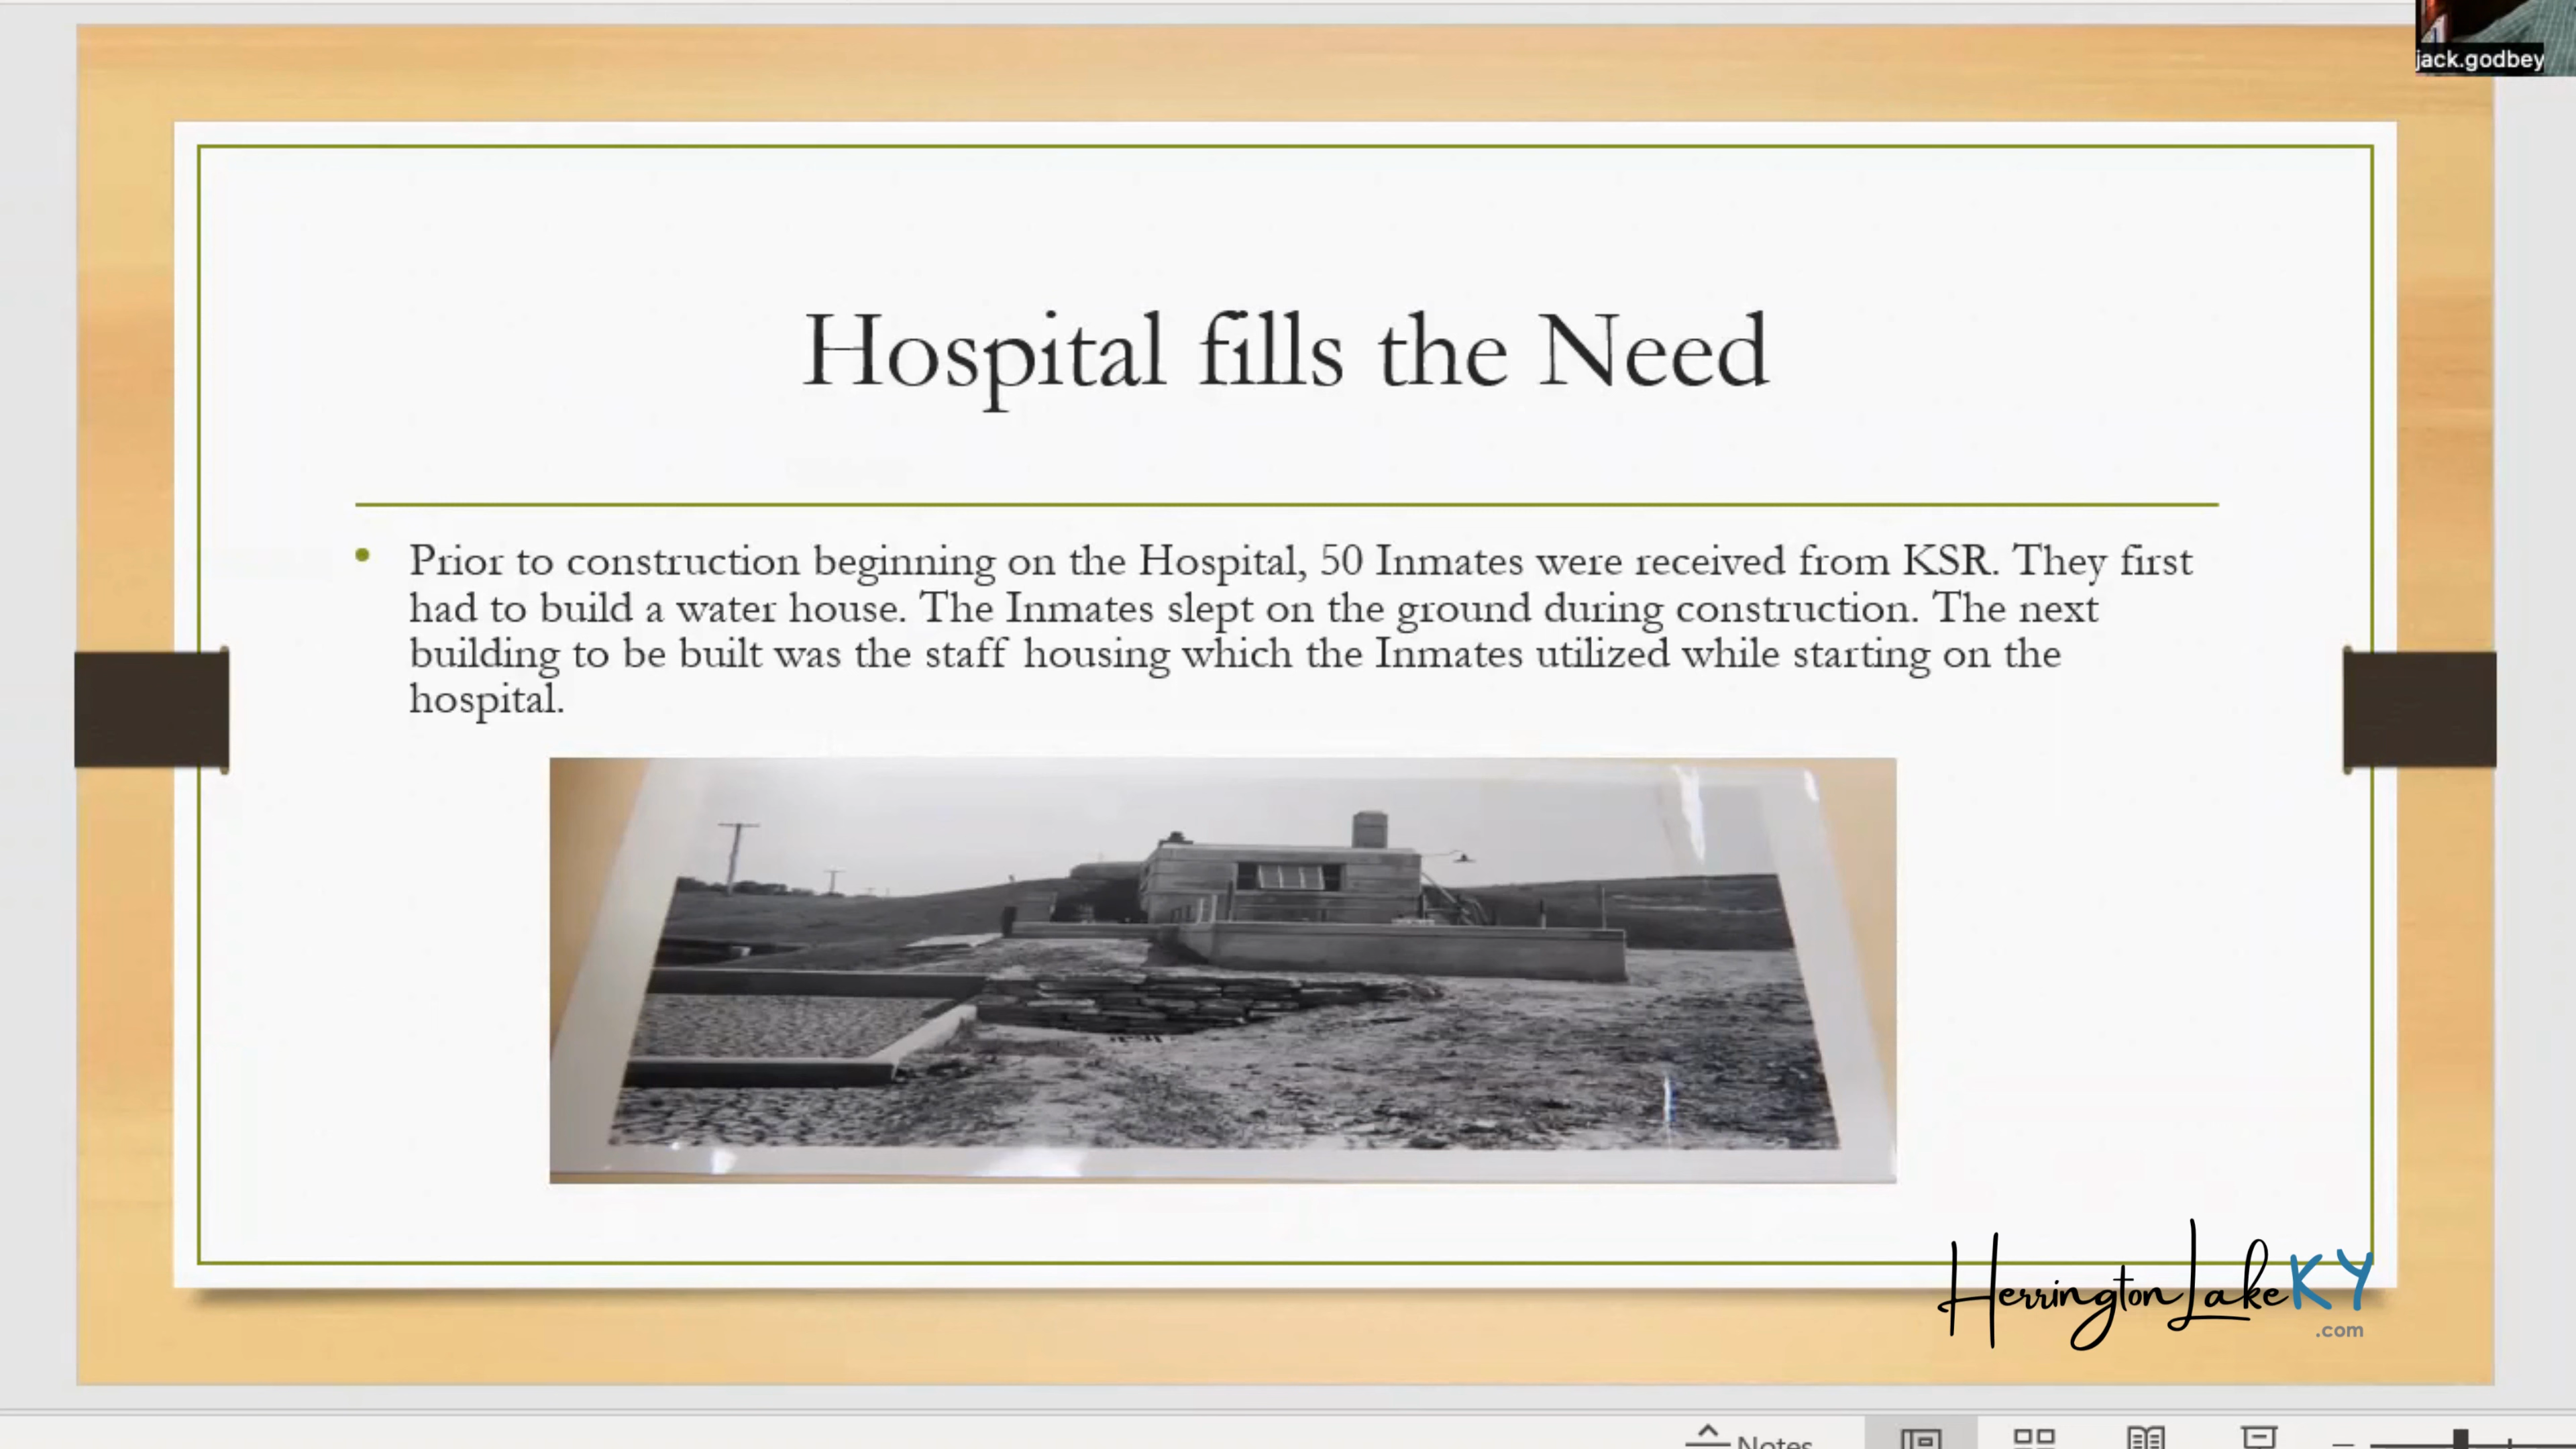 jack.godbey
Hospital fills the Need
• Prior to construction beginning on the Hospital, 50 Inmates were received from KSR. They first
had to build a water house. The Inmates slept on the ground during construction. The next
building to be built was the staff housing which the Inmates utilized while starting on the
hospital.
HerringtonLakeKY
.com
Notes